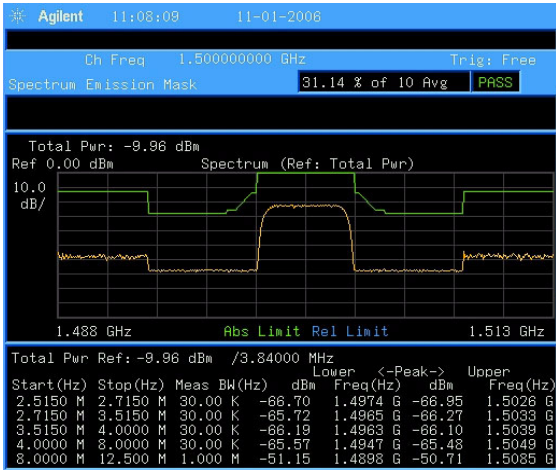 Agilent 11:08:09 11-01-2006
Ch Freq 1.500000000 GHz Trig: Free
Spectrum Emission Mask 31.14 % of 10 Avg PASS
Total Pwr: -9.96 dBm
Ref 0.00 dBm Spectrum (Ref: Total Pwr)
10.0
dB/
1.488 GHz Abs Limit Rel Limit 1.513 GHz
Total Pwr Ref:-9.96 dBm /3.84000 MHz
Lower <-Peak-> Upper
Start(Hz) Stop(Hz) Meas BW(Hz) dBm Freq(Hz) dBm Freq(Hz)
2.5150 M 2.7150 M 30.00 K -66.70 1.4974 G -66.95 1.5026 G
2.7150 M 3.5150 M 30.00 K -65.72 1.4965 G -66.27 1.5033 G
3.5150 M 4.0000 M 30.00 K -66.19 1.4963 G -66.10 1.5039 G
4.0000 M 8.0000 M 30.00 K -65.57 1.4947 G -65.48 1.5049 G
8.0000 M 12.500 M 1.000 M -51.15 1.4898 G -50.71 1.5085 G